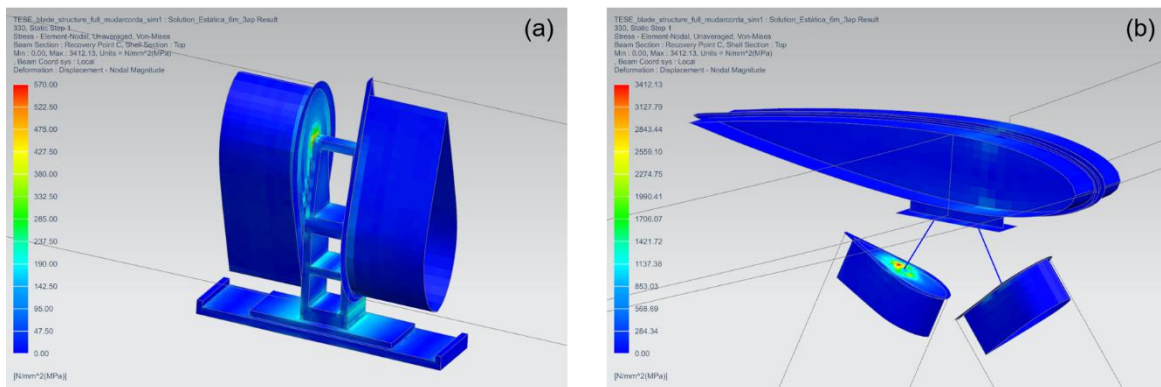 TESE_blade_structure_full_mudarcorda_sim1 : Solution_Estática_6m_3ap Result
330, Static Step 1
Stress - Element-Nodal, Unaveraged, Von-Mises
Beam Section : Recovery Point C, Shell-Section : Top
Min : 0.00, Max : 3412.13, Units = N/mm^2(MPa)
, Beam Coord sys : Local
Deformation : Displacement - Nodal Magnitude
(a)
570.00
522.50
475.00
427.50
380.00
332.50
285.00
237.50
190.00
142.50
95.00
47.50
0.00
[N/mm^2(MPa)]
TESE_blade_structure_full_mudarcorda_sim1 : Solution_Estática_6m_3ap Result
330, Static Step 1
Stress - Element-Nodal, Unaveraged, Von-Mises
Beam Section : Recovery Point C, Shell-Section : Top
Min : 0.00, Max : 3412.13, Units = N/mm^2(MPa)
, Beam Coord sys : Local
Deformation : Displacement - Nodal Magnitude
(b)
3412.13
3127.79
2843.44
2559.10
2274.75
1990.41
1706.07
1421.72
1137.38
853.03
568.69
284.34
0.00
[N/mm^2(MPa)]